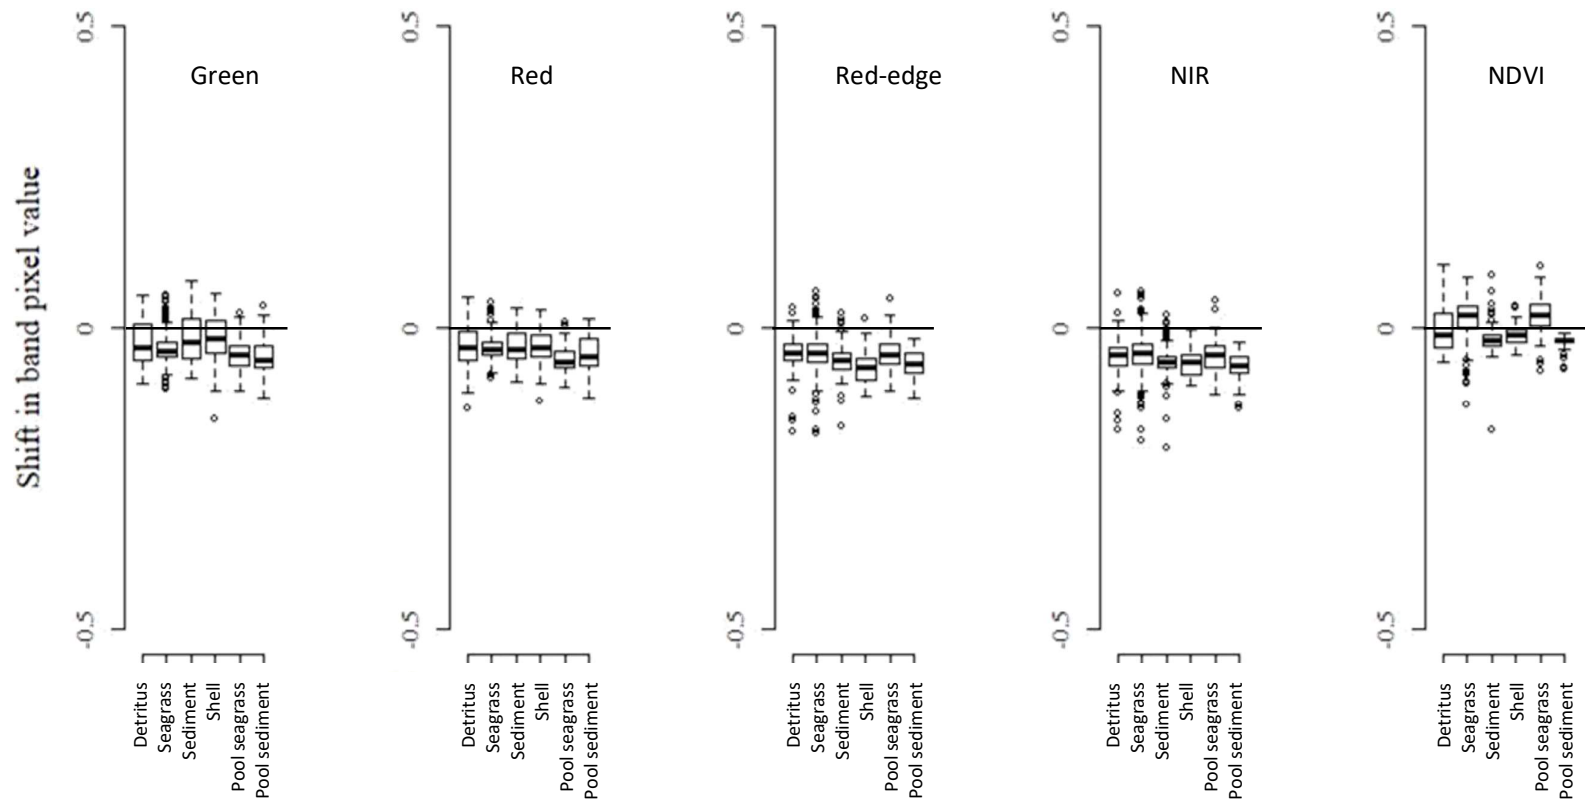 Shift in band pixel value
0.5
0
-0.5
Green
Detritus
Seagrass
Sediment
Shell
Pool seagrass
Pool sediment
0.5
0
-0.5
Red
Detritus
Seagrass
Sediment
Shell
Pool seagrass
Pool sediment
0.5
0
-0.5
Red-edge
Detritus
Seagrass
Sediment
Shell
Pool seagrass
Pool sediment
0.5
0
-0.5
NIR
Detritus
Seagrass
Sediment
Shell
Pool seagrass
Pool sediment
0.5
0
-0.5
NDVI
Detritus
Seagrass
Sediment
Shell
Pool seagrass
Pool sediment